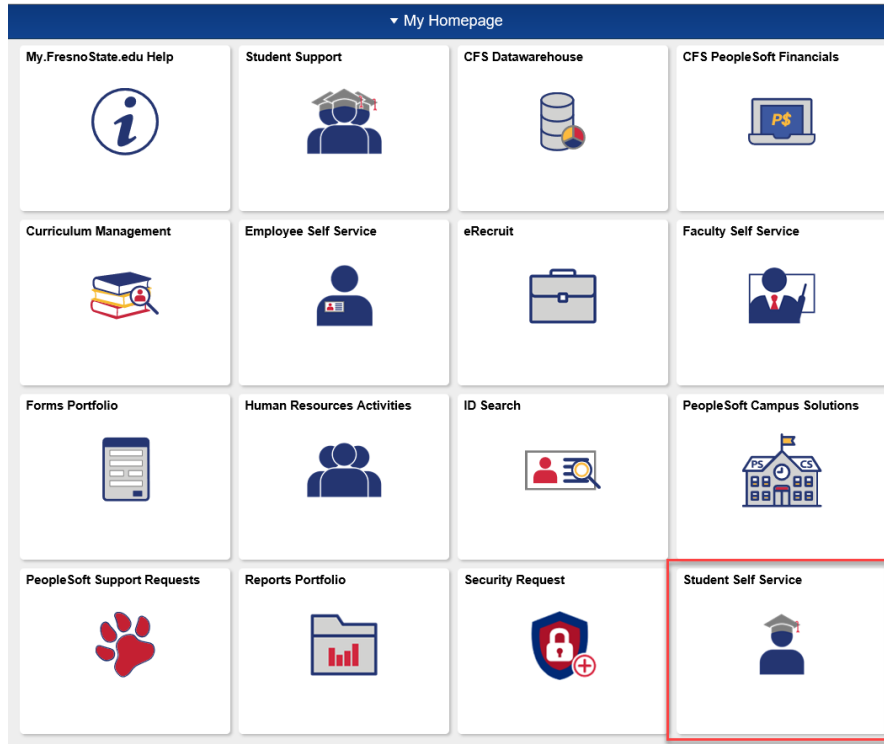 My Homepage
My.FresnoState.edu Help
Student Support
CFS Datawarehouse
CFS PeopleSoft Financials
P$
Curriculum Management
Employee Self Service
eRecruit
Faculty Self Service
Forms Portfolio
Human Resources Activities
ID Search
PeopleSoft Campus Solutions
PS CS
PeopleSoft Support Requests
Reports Portfolio
Security Request
Student Self Service